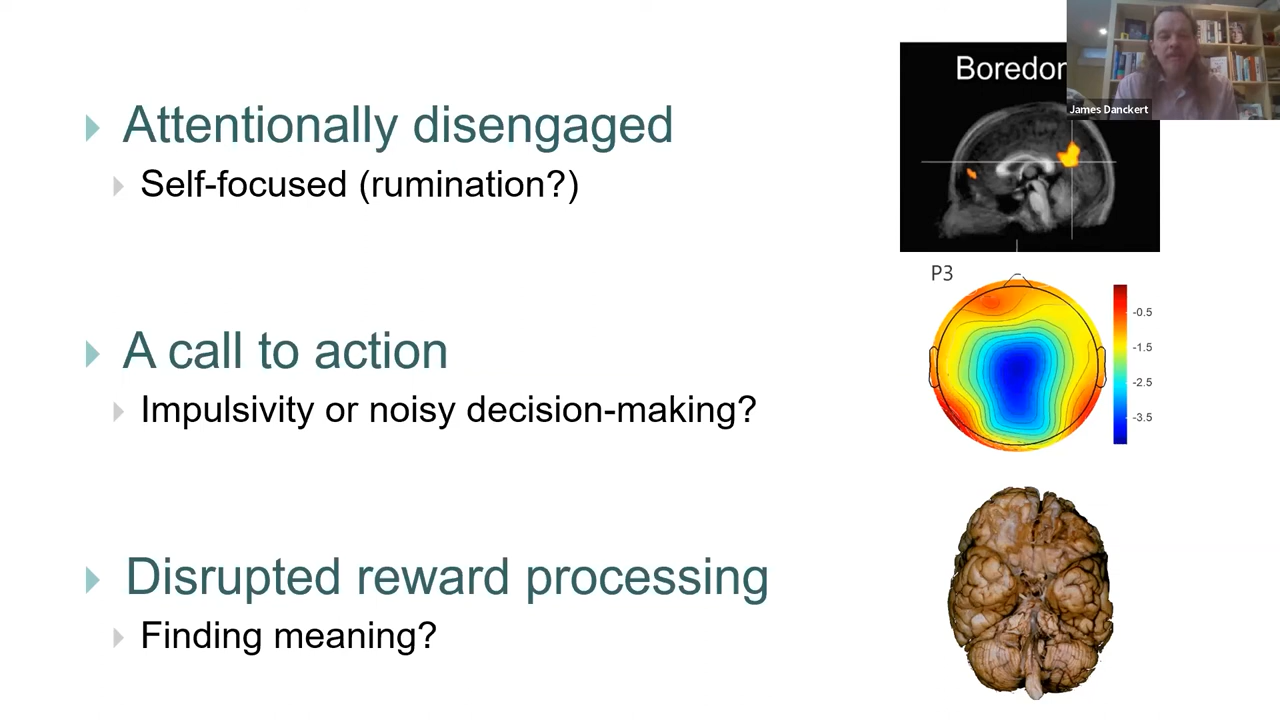 Attentionally disengaged
Self-focused (rumination?)
A call to action
Impulsivity or noisy decision-making?
Disrupted reward processing
Finding meaning?
James Danckert
P3
-0.5
-1.5
-2.5
-3.5